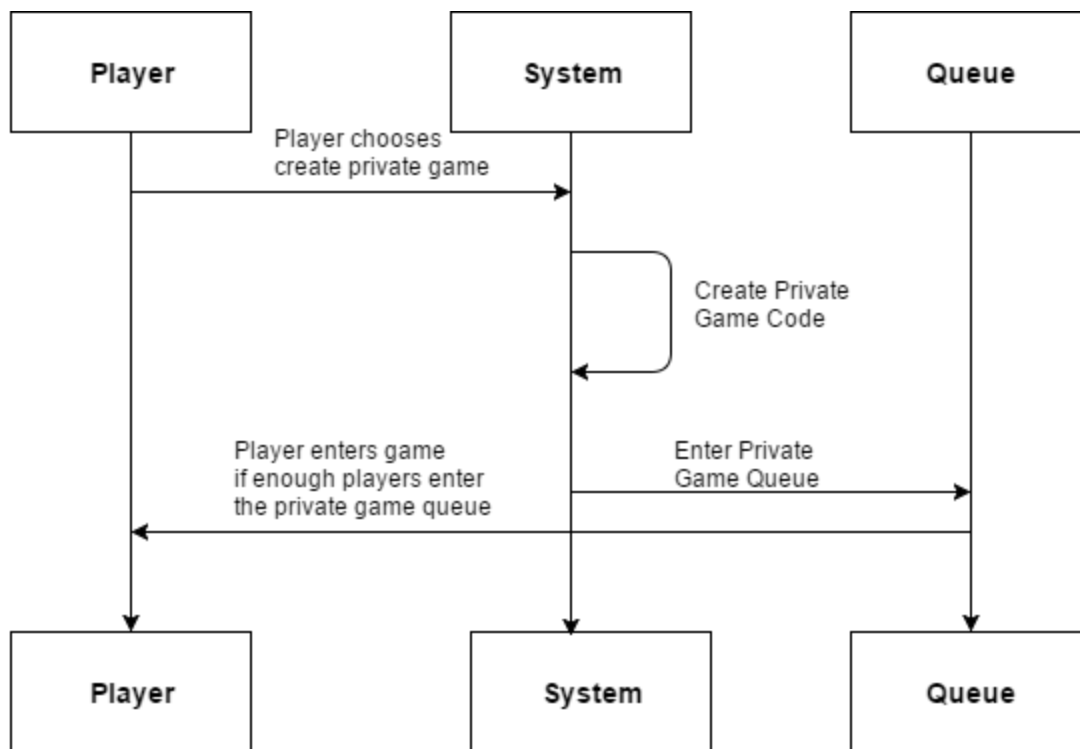 Player
System
Queue
Player chooses
create private game
Create Private
Game Code
Player enters game
if enough players enter
the private game queue
Enter Private
Game Queue
Player
System
Queue